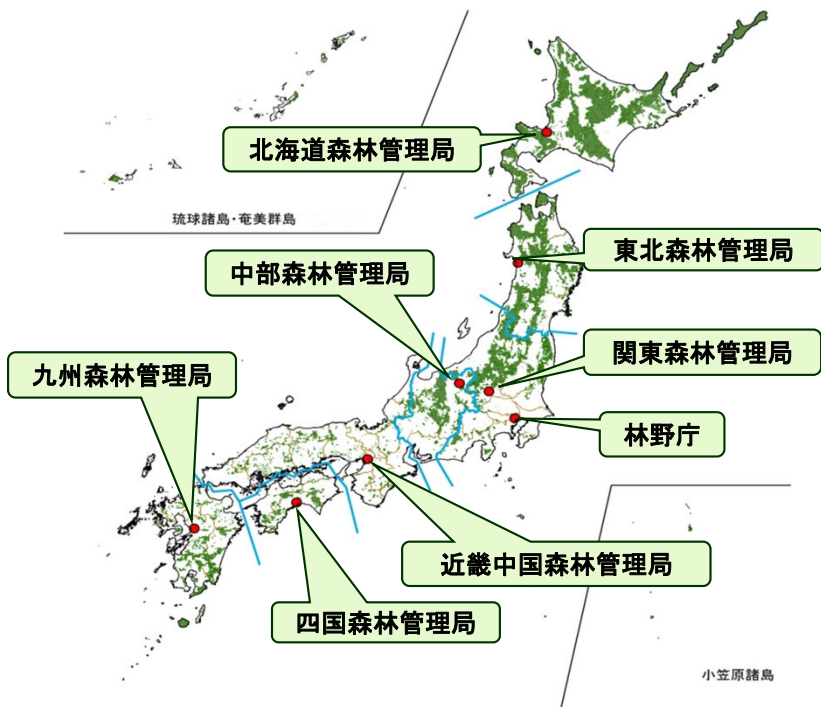 北海道森林管理局
琉球諸島・奄美群島
東北森林管理局
中部森林管理局
関東森林管理局
九州森林管理局
林野庁
近畿中国森林管理局
四国森林管理局
小笠原諸島